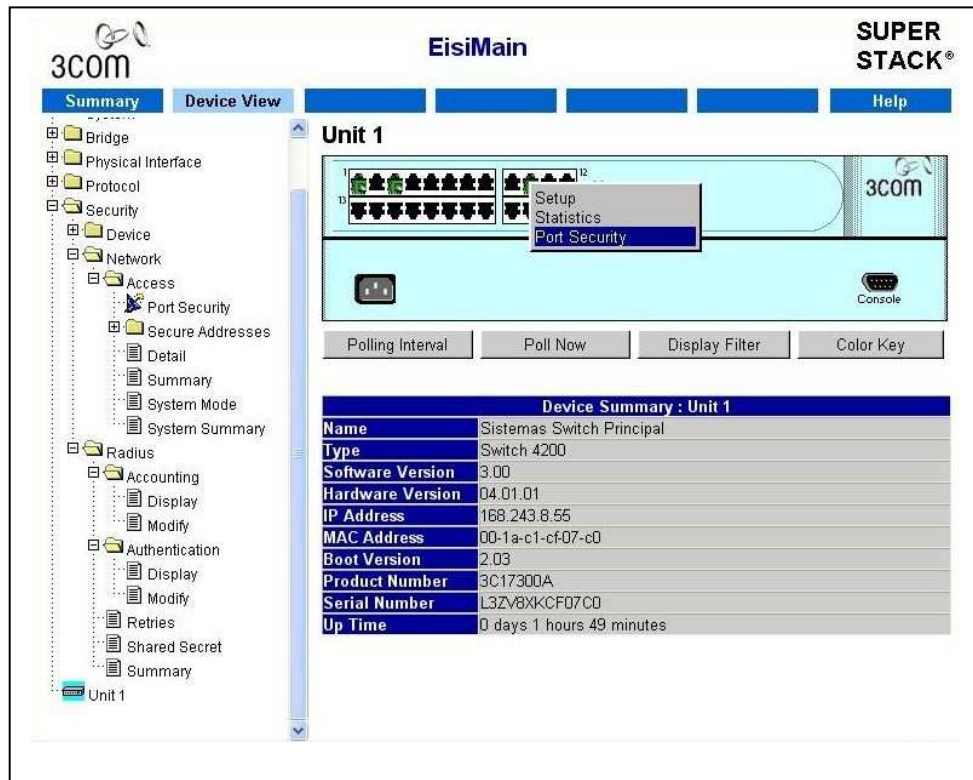 3COM
EisiMain
SUPER
STACK®
Summary
Device View
Help
System
Bridge
Physical Interface
Protocol
Security
Device
Network
Access
Port Security
Secure Addresses
Detail
Summary
System Mode
System Summary
Radius
Accounting
Display
Modify
Authentication
Display
Modify
Retries
Shared Secret
Summary
Unit 1
Unit 1
1
12
13
Setup
Statistics
Port Security
3COM
Console
Polling Interval
Poll Now
Display Filter
Color Key
Device Summary : Unit 1
Name Sistemas Switch Principal
Type Switch 4200
Software Version 3.00
Hardware Version 04.01.01
IP Address 168.243.8.55
MAC Address 00-1a-c1-cf-07-c0
Boot Version 2.03
Product Number 3C17300A
Serial Number L3ZV8XKCF07C0
Up Time 0 days 1 hours 49 minutes